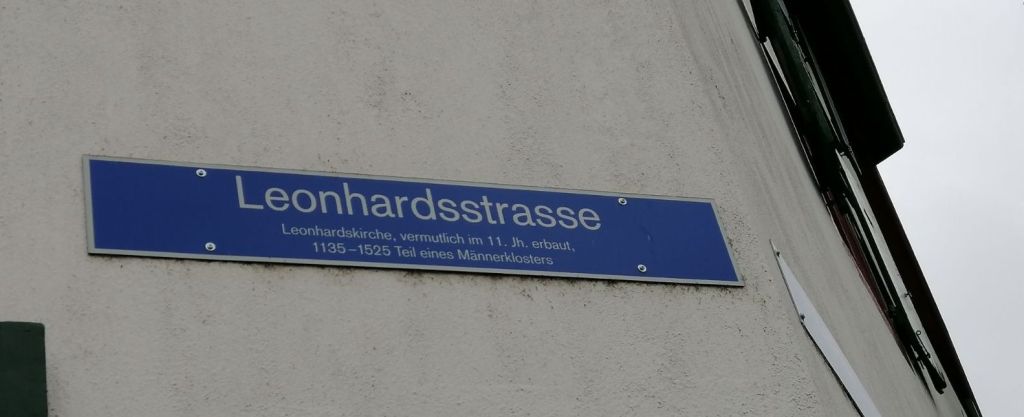 Leonhardsstrasse
Leonhardskirche, vermutlich im 11. Jh. erbaut,
1135–1525 Teil eines Männerklosters